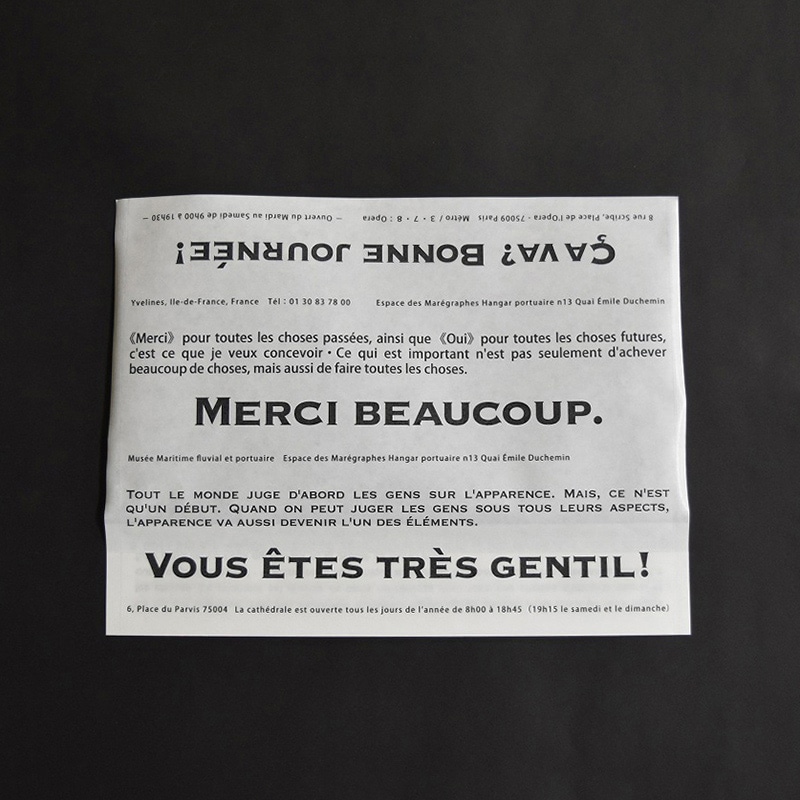 8 rue Scribe, Place de l'Opera - 75009 Paris Métro / 3・7・8 : Opera — Ouvert du Mardi au Samedi de 9h00 à 19h30 —
ÇA VA? BONNE JOURNÉE!
Yvelines, Ile-de-France, France Tél : 01 30 83 78 00 Espace des Marégraphes Hangar portuaire n13 Quai Émile Duchemin
《Merci》 pour toutes les choses passées, ainsi que 《Oui》 pour toutes les choses futures,
c'est ce que je veux concevoir・Ce qui est important n'est pas seulement d'achever
beaucoup de choses, mais aussi de faire toutes les choses.
MERCI BEAUCOUP.
Musée Maritime fluvial et portuaire Espace des Marégraphes Hangar portuaire n13 Quai Émile Duchemin
TOUT LE MONDE JUGE D'ABORD LES GENS SUR L'APPARENCE. MAIS, CE N'EST
QU'UN DÉBUT. QUAND ON PEUT JUGER LES GENS SOUS TOUS LEURS ASPECTS,
L'APPARENCE VA AUSSI DEVENIR L'UN DES ÉLÉMENTS.
VOUS ÊTES TRÈS GENTIL!
6, Place du Parvis 75004 La cathédrale est ouverte tous les jours de l'année de 8h00 à 18h45 (19h15 le samedi et le dimanche)